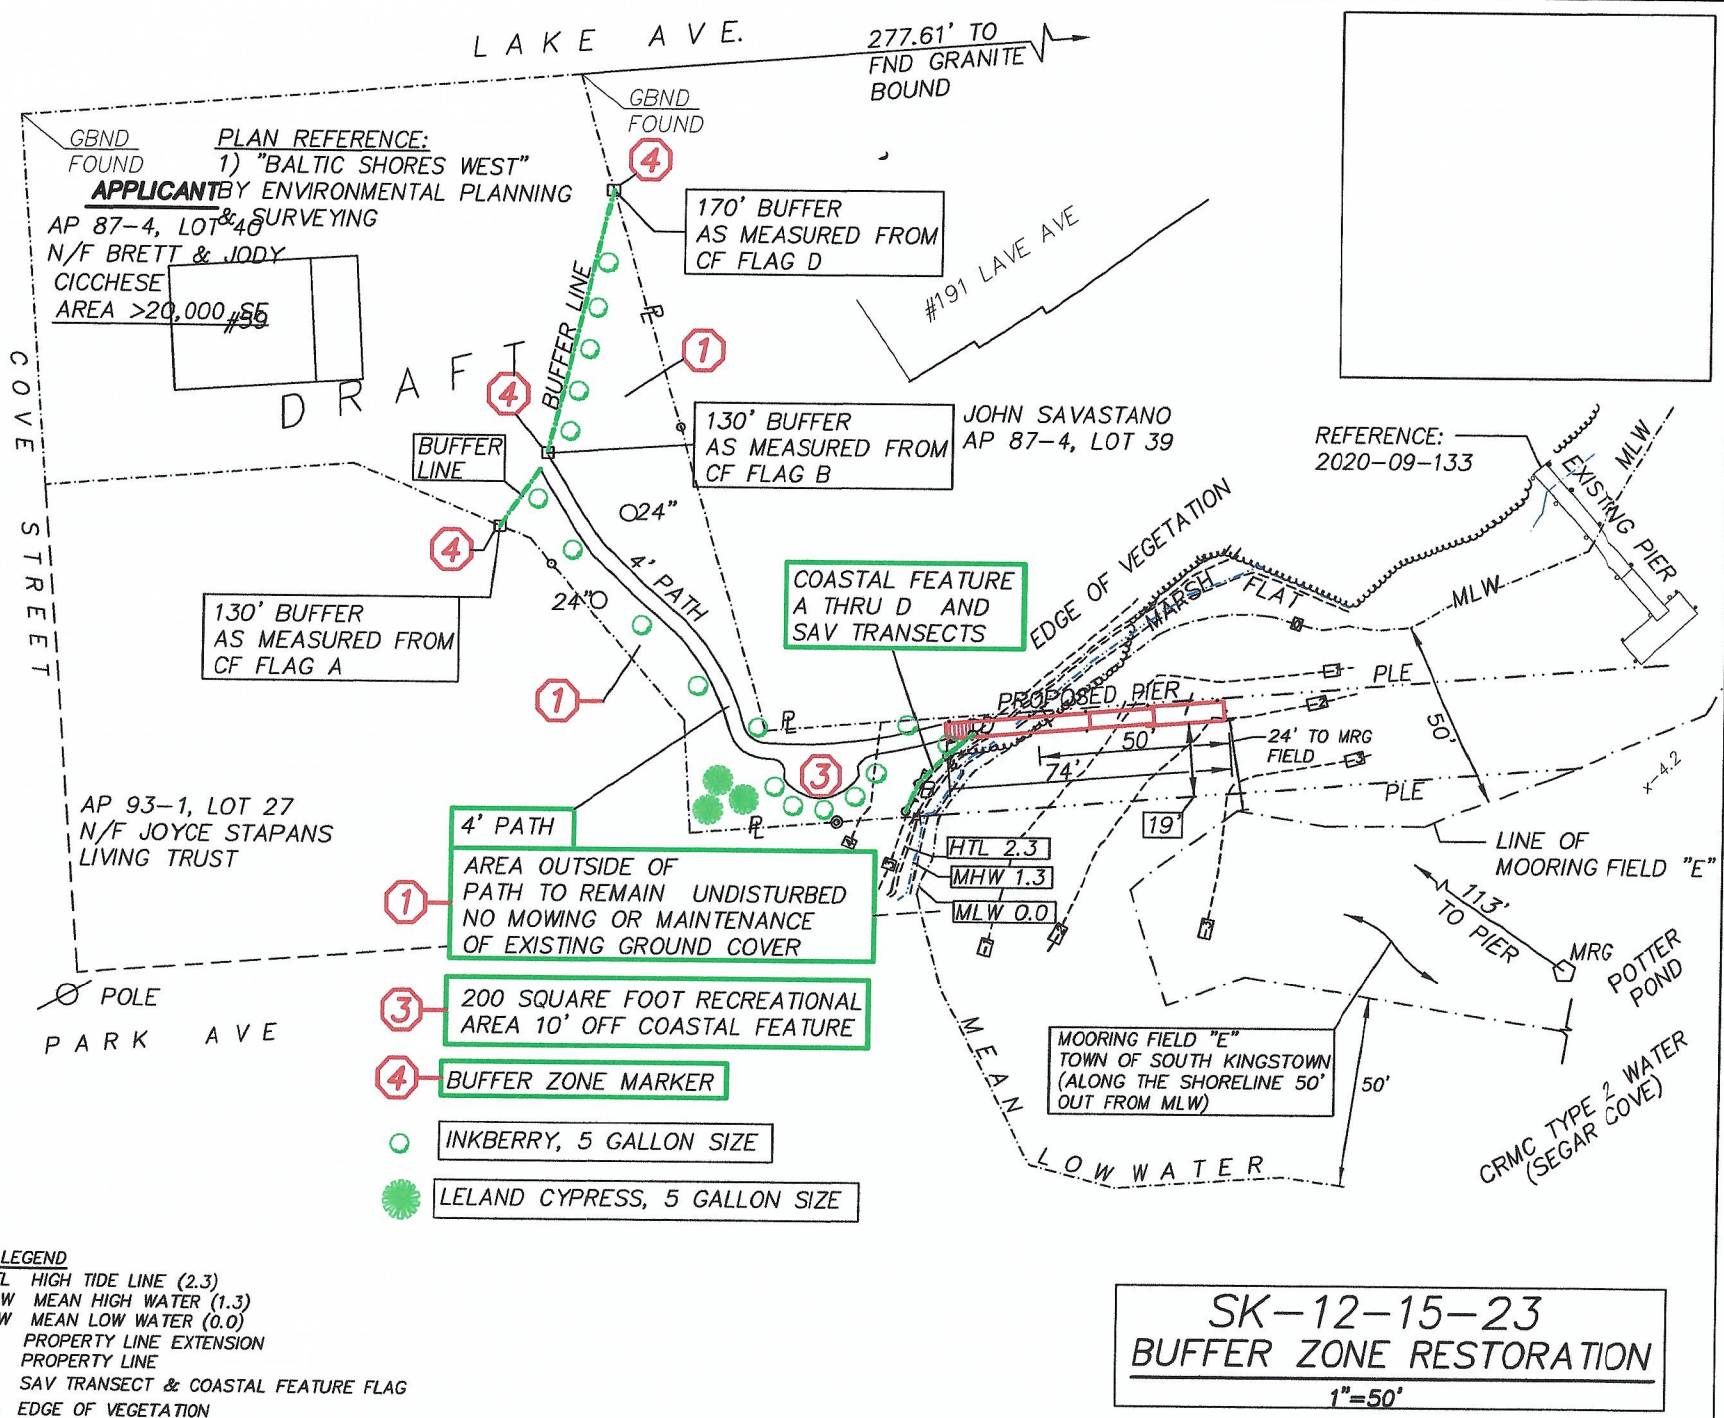 LAKE AVE.
277.61' TO
FND GRANITE
BOUND
GBND
FOUND
GBND
FOUND
PLAN REFERENCE:
1) "BALTIC SHORES WEST"
BY ENVIRONMENTAL PLANNING
& SURVEYING
APPLICANT
AP 87-4, LOT 40
N/F BRETT & JODY
CICCHESE
AREA >20,000 SF
#39
4
170' BUFFER
AS MEASURED FROM
CF FLAG D
#191 LAVE AVE
BUFFER LINE
PL
1
DRAFT
4
COVE STREET
BUFFER
LINE
130' BUFFER
AS MEASURED FROM
CF FLAG B
JOHN SAVASTANO
AP 87-4, LOT 39
REFERENCE:
2020-09-133
EXISTING PIER
MLW
4
24"
4' PATH
24"
130' BUFFER
AS MEASURED FROM
CF FLAG A
1
COASTAL FEATURE
A THRU D AND
SAV TRANSECTS
EDGE OF VEGETATION
MARSH
FLAT
MLW
PLE
PROPOSED PIER
PL
D
50'
24' TO MRG
FIELD
50'
74'
3
B
A
PLE
X-4.2
19'
PL
AP 93-1, LOT 27
N/F JOYCE STAPANS
LIVING TRUST
4' PATH
1
AREA OUTSIDE OF
PATH TO REMAIN UNDISTURBED
NO MOWING OR MAINTENANCE
OF EXISTING GROUND COVER
HTL 2.3
MHW 1.3
MLW 0.0
LINE OF
MOORING FIELD "E"
113'
TO PIER
MRG
POTTER
POND
POLE
PARK AVE
3
200 SQUARE FOOT RECREATIONAL
AREA 10' OFF COASTAL FEATURE
4
BUFFER ZONE MARKER
INKBERRY, 5 GALLON SIZE
LELAND CYPRESS, 5 GALLON SIZE
MEAN LOW WATER
MOORING FIELD "E"
TOWN OF SOUTH KINGSTOWN
(ALONG THE SHORELINE 50'
OUT FROM MLW)
50'
CRMC TYPE 2 WATER
(SEGAR COVE)
LEGEND
L HIGH TIDE LINE (2.3)
W MEAN HIGH WATER (1.3)
W MEAN LOW WATER (0.0)
PROPERTY LINE EXTENSION
PROPERTY LINE
SAV TRANSECT & COASTAL FEATURE FLAG
EDGE OF VEGETATION
SK-12-15-23
BUFFER ZONE RESTORATION
1"=50'